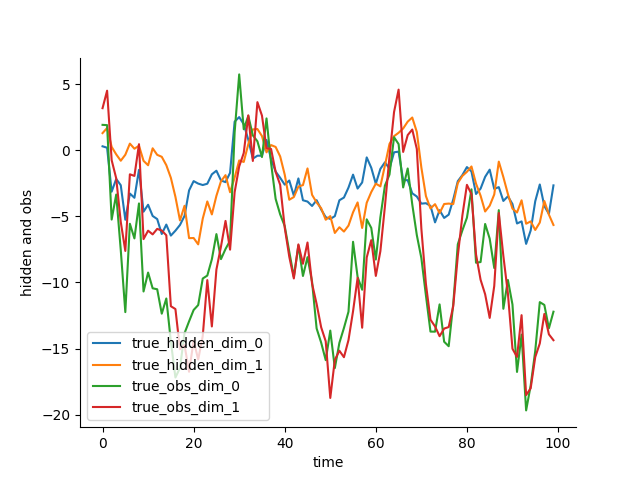 5
0
−5
−10
−15
−20
hidden and obs
true_hidden_dim_0
true_hidden_dim_1
true_obs_dim_0
true_obs_dim_1
0 20 40 60 80 100
time